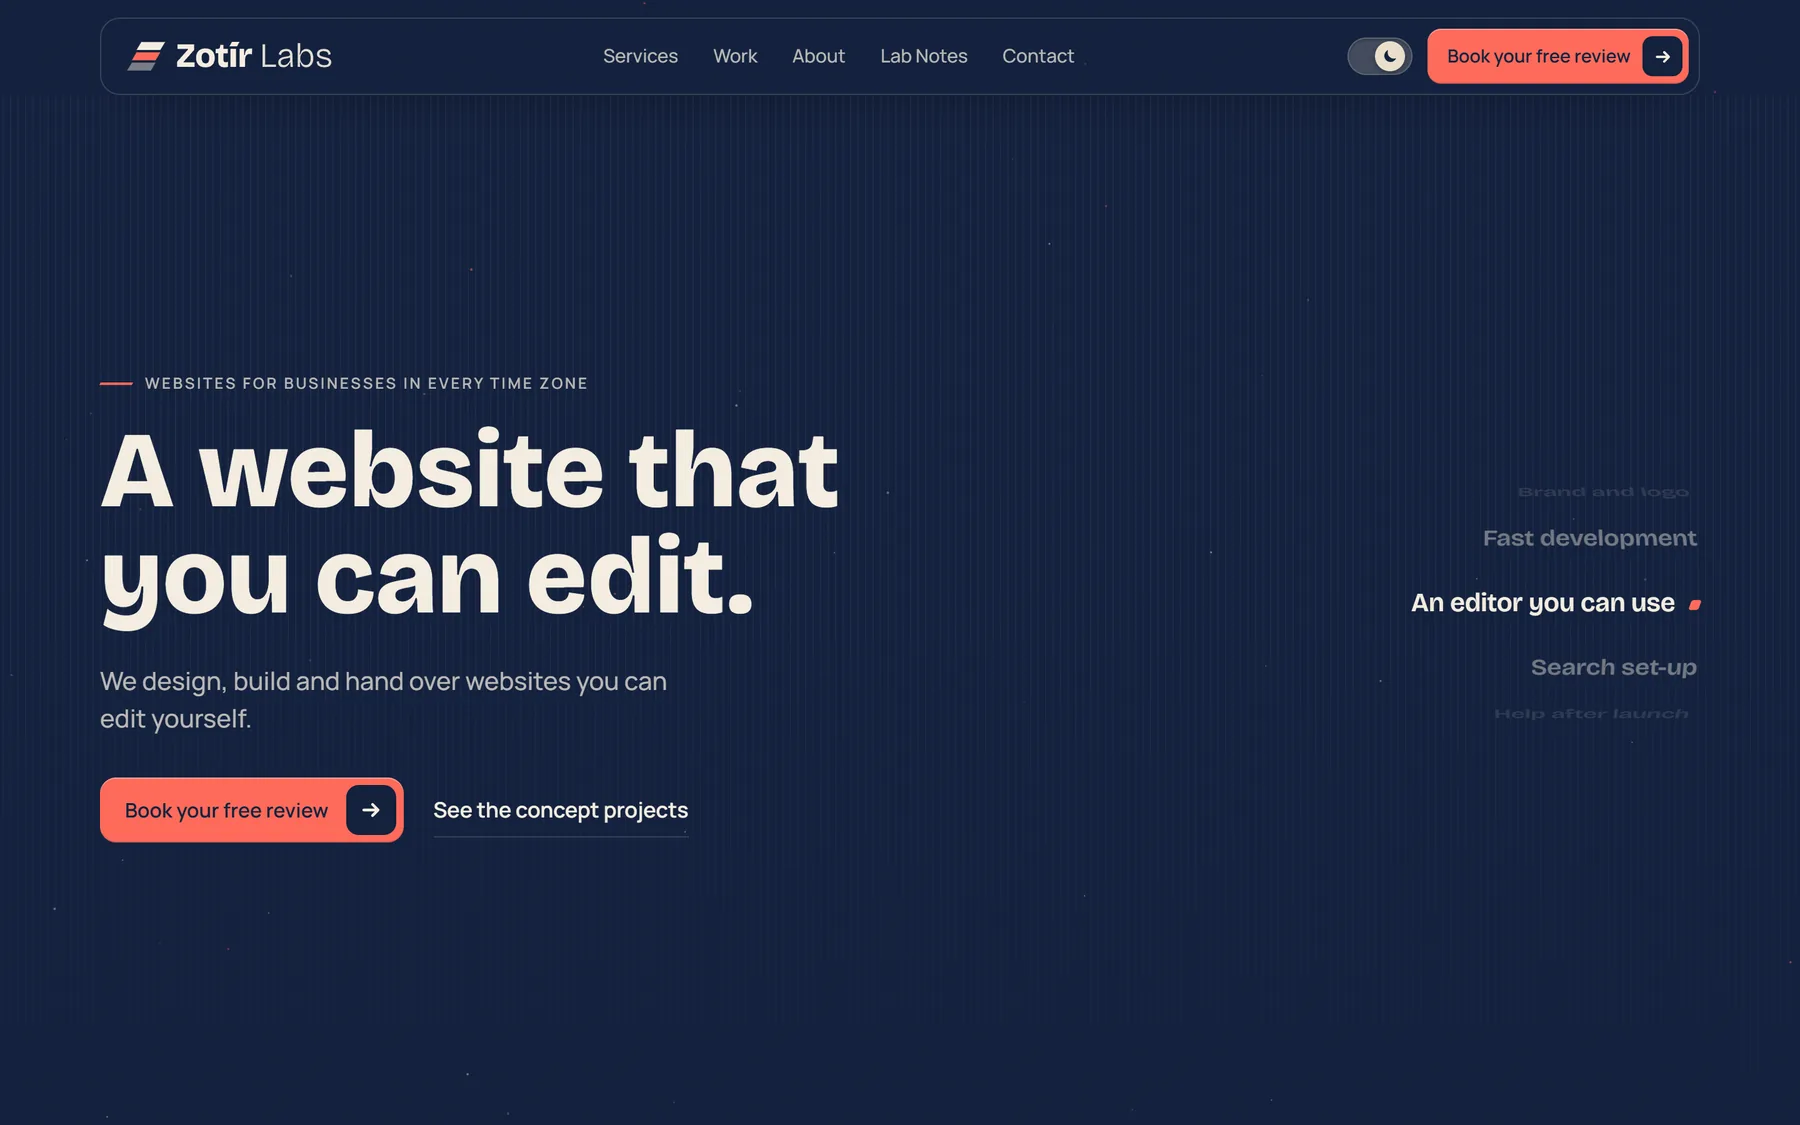 Zotír Labs
Services
Work
About
Lab Notes
Contact
Book your free review
WEBSITES FOR BUSINESSES IN EVERY TIME ZONE
A website that
you can edit.
We design, build and hand over websites you can
edit yourself.
Book your free review
See the concept projects
Brand and logo
Fast development
An editor you can use
Search set-up
Help after launch